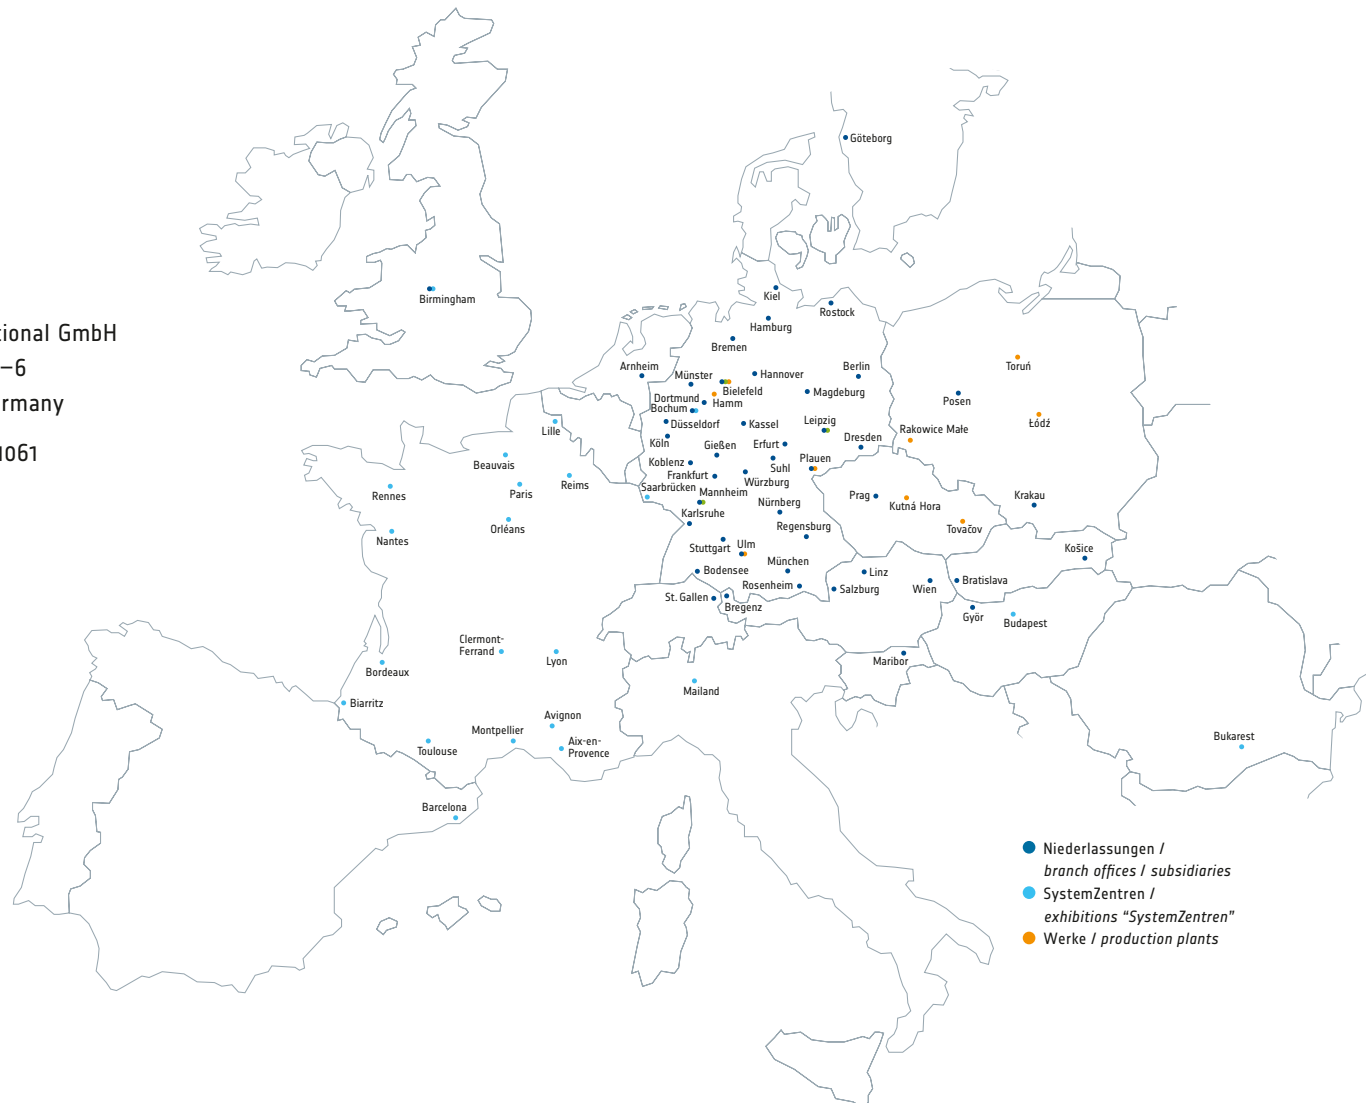 Göteborg
Birmingham
tional GmbH
–6
ermany
1061
Kiel
Rostock
Hamburg
Bremen
Arnheim
Münster
Hannover
Berlin
Bielefeld
Magdeburg
Dortmund
Hamm
Bochum
Düsseldorf
Kassel
Leipzig
Köln
Gießen
Erfurt
Dresden
Koblenz
Suhl
Plauen
Frankfurt
Würzburg
Saarbrücken
Mannheim
Nürnberg
Karlsruhe
Regensburg
Stuttgart
Ulm
München
Bodensee
Rosenheim
St. Gallen
Bregenz
Toruń
Posen
Łódź
Rakowice Małe
Prag
Kutná Hora
Krakau
Tovačov
Košice
Linz
Salzburg
Wien
Bratislava
Györ
Budapest
Maribor
Lille
Beauvais
Reims
Paris
Rennes
Orléans
Nantes
Clermont-
Ferrand
Lyon
Bordeaux
Biarritz
Mailand
Avignon
Montpellier
Aix-en-
Provence
Toulouse
Barcelona
Bukarest
Niederlassungen /
branch offices / subsidiaries
SystemZentren /
exhibitions “SystemZentren”
Werke / production plants